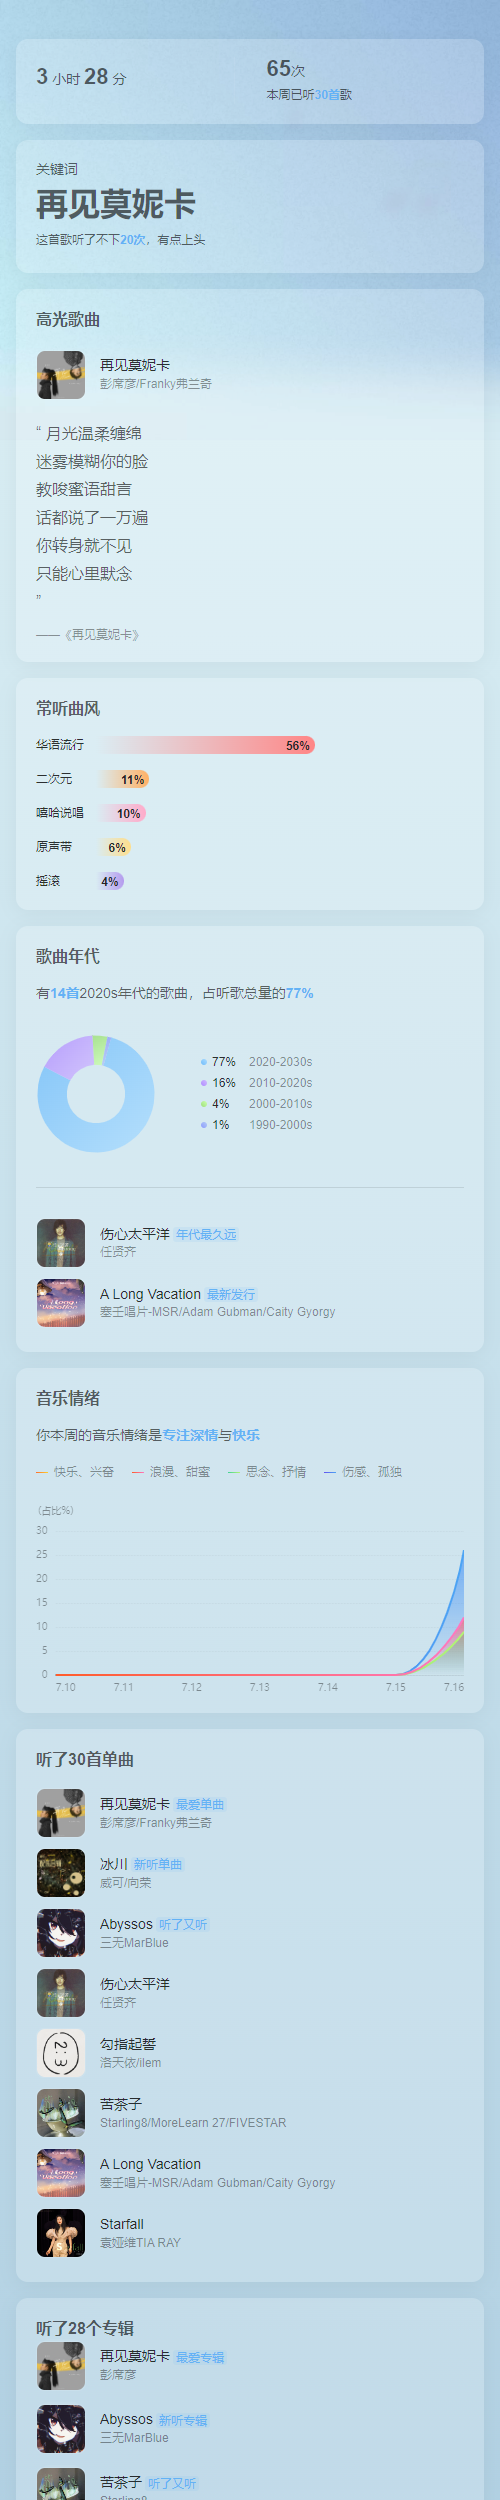 3 小时 28 分
65次
本周已听30首歌
关键词
再见莫妮卡
这首歌听了不下20次，有点上头
高光歌曲
再见莫妮卡
彭席彦/Franky弗兰奇
“ 月光温柔缠绵
迷雾模糊你的脸
教唆蜜语甜言
话都说了一万遍
你转身就不见
只能心里默念
”
——《再见莫妮卡》
常听曲风
华语流行 56%
二次元 11%
嘻哈说唱 10%
原声带 6%
摇滚 4%
歌曲年代
有14首2020s年代的歌曲，占听歌总量的77%
77% 2020-2030s
16% 2010-2020s
4% 2000-2010s
1% 1990-2000s
伤心太平洋 年代最久远
任贤齐
A Long Vacation 最新发行
塞壬唱片-MSR/Adam Gubman/Caity Gyorgy
音乐情绪
你本周的音乐情绪是专注深情与快乐
快乐、兴奋 浪漫、甜蜜 思念、抒情 伤感、孤独
(占比%)
30
25
20
15
10
5
0
7.10 7.11 7.12 7.13 7.14 7.15 7.16
听了30首单曲
再见莫妮卡 最爱单曲
彭席彦/Franky弗兰奇
冰川 新听单曲
威可/向荣
Abyssos 听了又听
三无MarBlue
伤心太平洋
任贤齐
勾指起誓
洛天依/ilem
苦茶子
Starling8/MoreLearn 27/FIVESTAR
A Long Vacation
塞壬唱片-MSR/Adam Gubman/Caity Gyorgy
Starfall
袁娅维TIA RAY
听了28个专辑
再见莫妮卡 最爱专辑
彭席彦
Abyssos 新听专辑
三无MarBlue
苦茶子 听了又听
Starling8